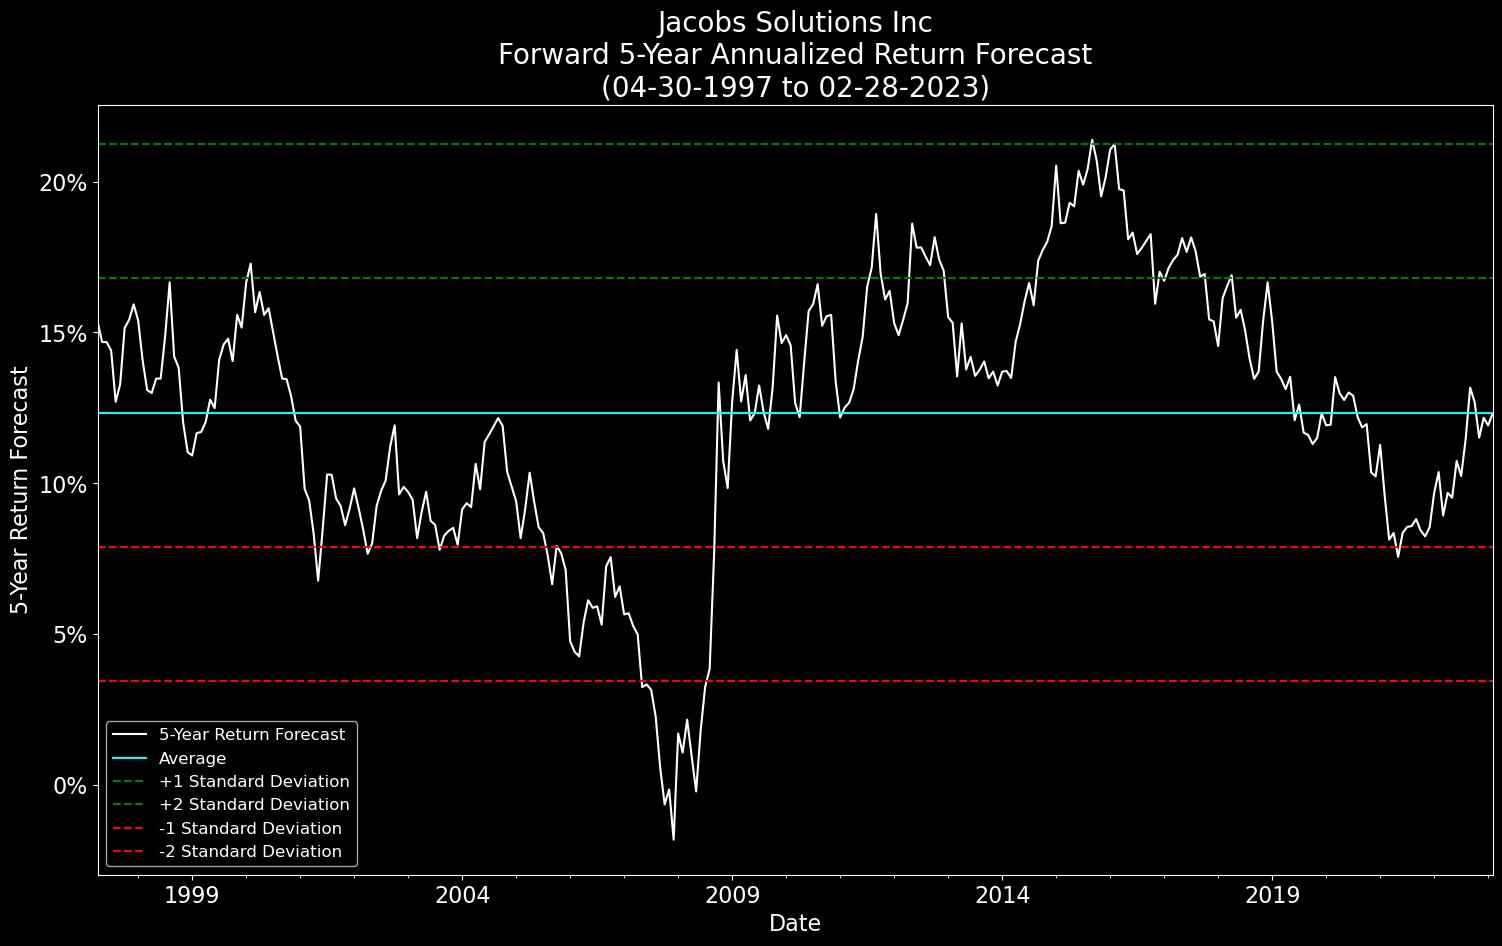 Jacobs Solutions Inc
Forward 5-Year Annualized Return Forecast
(04-30-1997 to 02-28-2023)
5-Year Return Forecast
20%
15%
10%
5%
0%
5-Year Return Forecast
Average
+1 Standard Deviation
+2 Standard Deviation
-1 Standard Deviation
-2 Standard Deviation
1999 2004 2009 2014 2019
Date